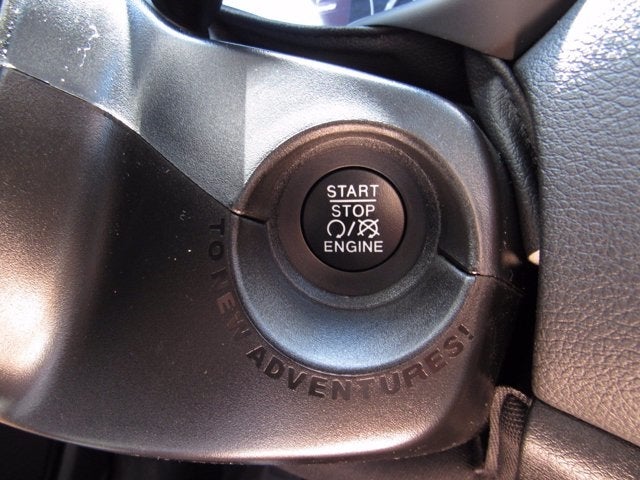 START
STOP
ENGINE
TO NEW ADVENTURES!